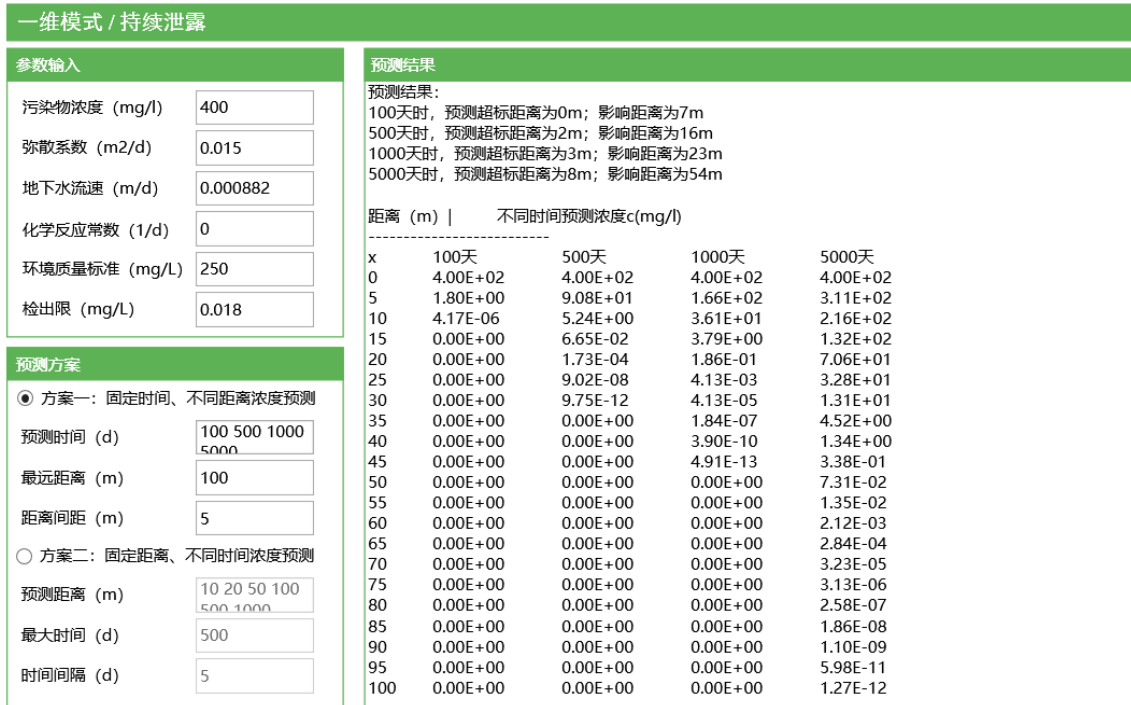 一维模式 / 持续泄露
参数输入
污染物浓度（mg/l) 400
弥散系数（m2/d) 0.015
地下水流速（m/d) 0.000882
化学反应常数（1/d) 0
环境质量标准（mg/L) 250
检出限（mg/L) 0.018
预测方案
方案一：固定时间、不同距离浓度预测
预测时间（d) 100 500 1000
5000
最远距离（m) 100
距离间距（m) 5
方案二：固定距离、不同时间浓度预测
预测距离（m) 10 20 50 100
500 1000
最大时间（d) 500
时间间隔（d) 5
预测结果
预测结果：
100天时，预测超标距离为0m；影响距离为7m
500天时，预测超标距离为2m；影响距离为16m
1000天时，预测超标距离为3m；影响距离为23m
5000天时，预测超标距离为8m；影响距离为54m
距离（m) | 不同时间预测浓度c(mg/l)
--------------------------
x 100天 500天 1000天 5000天
0 4.00E+02 4.00E+02 4.00E+02 4.00E+02
5 1.80E+00 9.08E+01 1.66E+02 3.11E+02
10 4.17E-06 5.24E+00 3.61E+01 2.16E+02
15 0.00E+00 6.65E-02 3.79E+00 1.32E+02
20 0.00E+00 1.73E-04 1.86E-01 7.06E+01
25 0.00E+00 9.02E-08 4.13E-03 3.28E+01
30 0.00E+00 9.75E-12 4.13E-05 1.31E+01
35 0.00E+00 0.00E+00 1.84E-07 4.52E+00
40 0.00E+00 0.00E+00 3.90E-10 1.34E+00
45 0.00E+00 0.00E+00 4.91E-13 3.38E-01
50 0.00E+00 0.00E+00 0.00E+00 7.31E-02
55 0.00E+00 0.00E+00 0.00E+00 1.35E-02
60 0.00E+00 0.00E+00 0.00E+00 2.12E-03
65 0.00E+00 0.00E+00 0.00E+00 2.84E-04
70 0.00E+00 0.00E+00 0.00E+00 3.23E-05
75 0.00E+00 0.00E+00 0.00E+00 3.13E-06
80 0.00E+00 0.00E+00 0.00E+00 2.58E-07
85 0.00E+00 0.00E+00 0.00E+00 1.86E-08
90 0.00E+00 0.00E+00 0.00E+00 1.10E-09
95 0.00E+00 0.00E+00 0.00E+00 5.98E-11
100 0.00E+00 0.00E+00 0.00E+00 1.27E-12